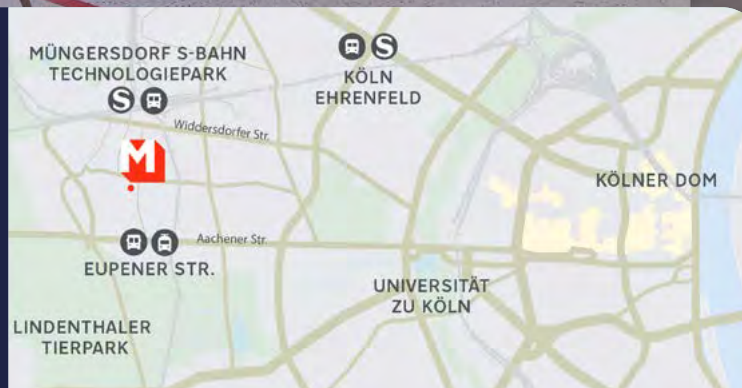 MÜNGERSDORF S-BAHN
TECHNOLOGIEPARK
S
S
KÖLN
EHRENFELD
Widdersdorfer Str.
M
KÖLNER DOM
Aachener Str.
EUPENER STR.
UNIVERSITÄT
ZU KÖLN
LINDENTHALER
TIERPARK